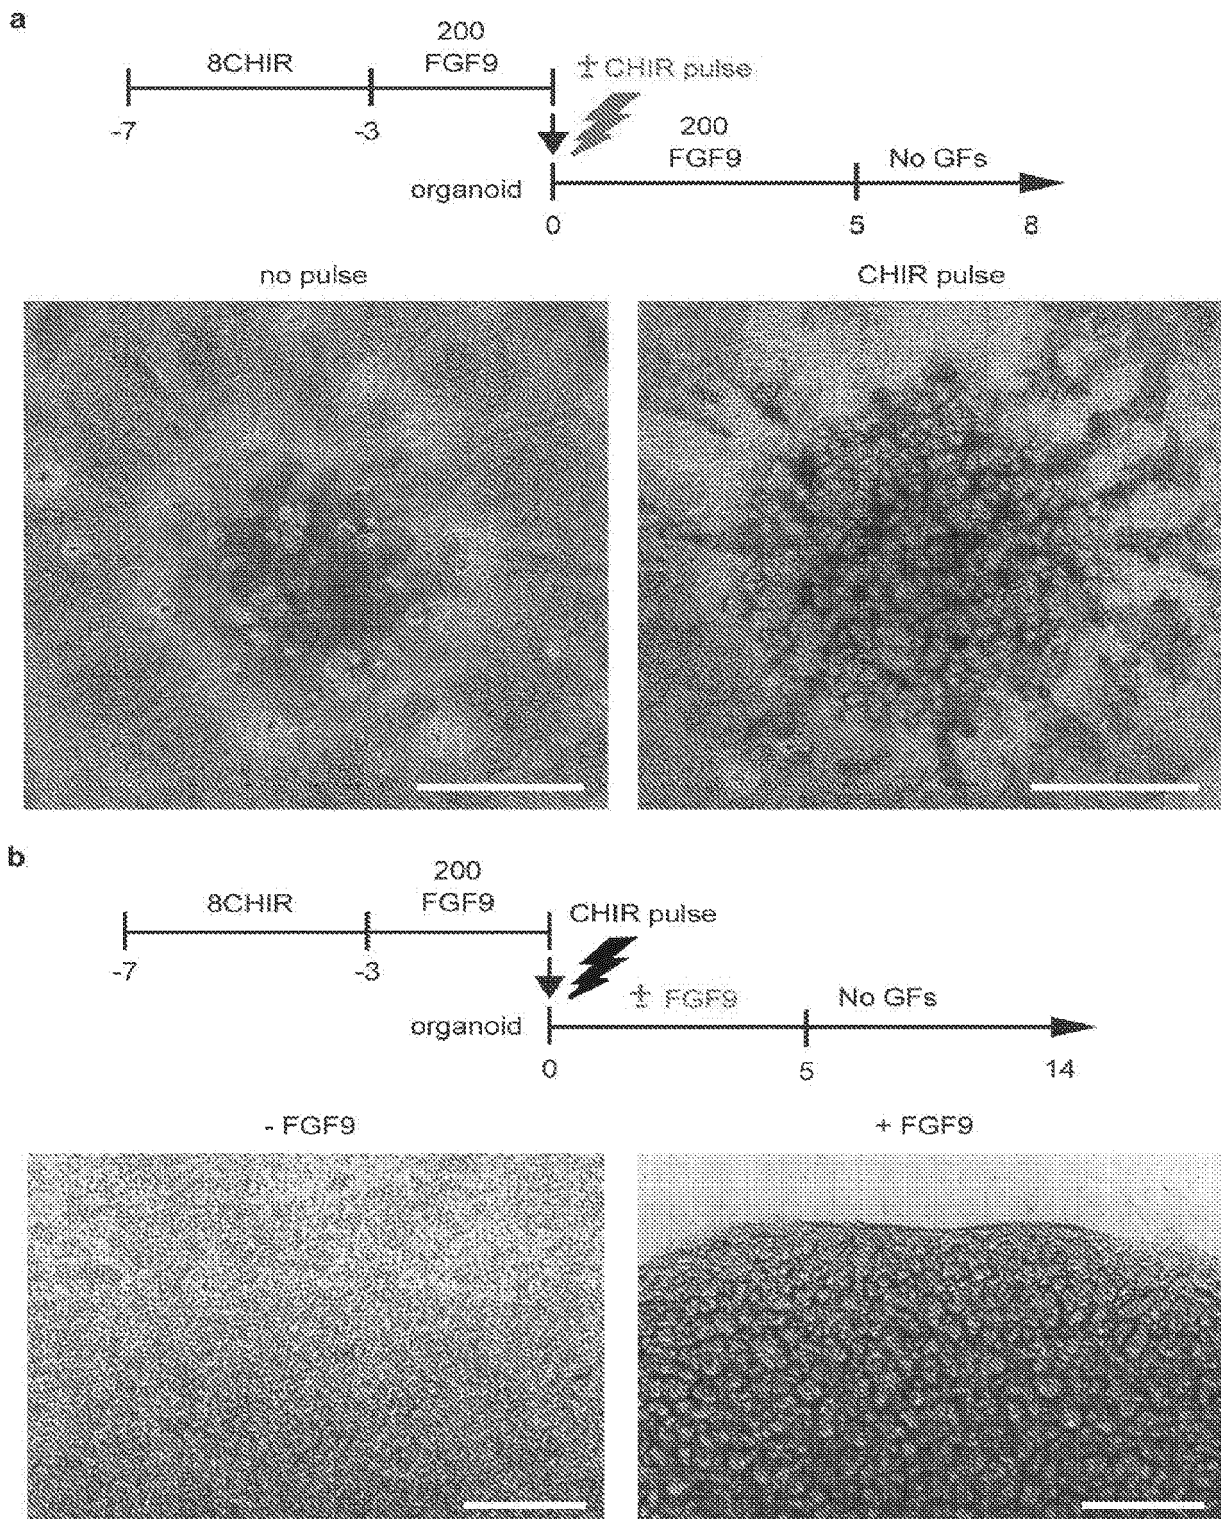 a
200
8CHIR
FGF9
± CHIR pulse
-7
-3
200
FGF9
No GFs
organoid
0
5
8
no pulse
CHIR pulse
b
200
8CHIR
FGF9
CHIR pulse
-7
-3
± FGF9
No GFs
organoid
0
5
14
- FGF9
+ FGF9